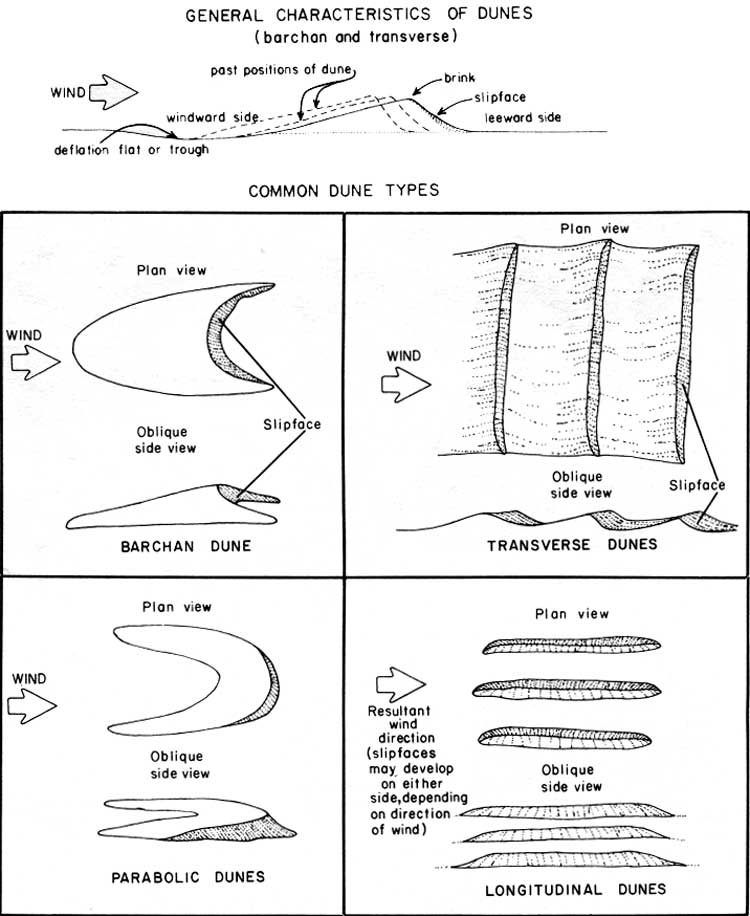 GENERAL CHARACTERISTICS OF DUNES
(barchan and transverse)
past positions of dune
brink
WIND
slipface
windward side
leeward side
deflation flat or trough
COMMON DUNE TYPES
Plan view
WIND
Slipface
Oblique
side view
BARCHAN DUNE
Plan view
WIND
Oblique
side view
Slipface
TRANSVERSE DUNES
Plan view
WIND
Oblique
side view
PARABOLIC DUNES
Plan view
Resultant
wind
direction
(slipfaces
may develop
on either
side,depending
on direction
of wind)
Oblique
side view
LONGITUDINAL DUNES